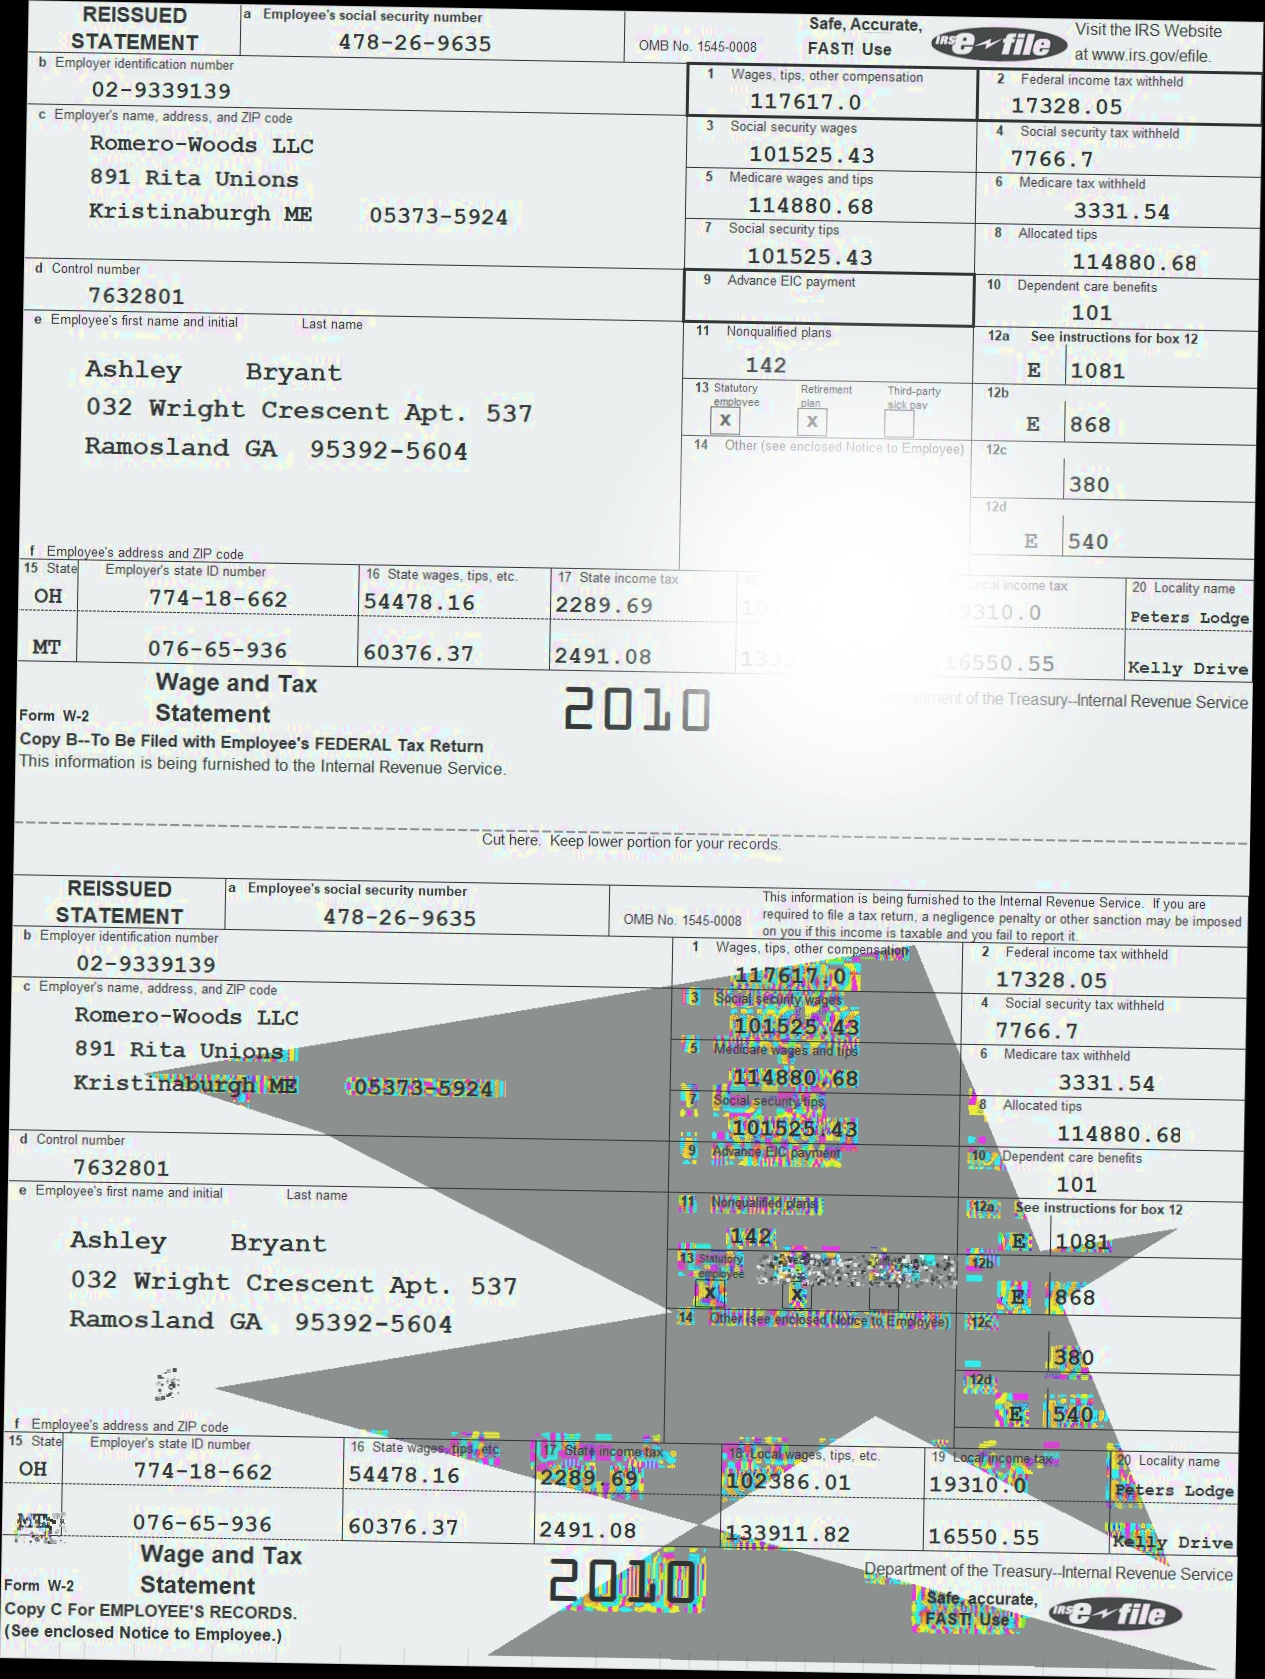 REISSUED STATEMENT
a Employee's social security number
478-26-9635
OMB No. 1545-0008
Safe, Accurate, FAST! Use
IRS e-file
Visit the IRS Website at www.irs.gov/efile.
b Employer identification number
02-9339139
1 Wages, tips, other compensation
117617.0
2 Federal income tax withheld
17328.05
c Employer's name, address, and ZIP code
Romero-Woods LLC
891 Rita Unions
Kristinaburgh ME 05373-5924
3 Social security wages
101525.43
4 Social security tax withheld
7766.7
5 Medicare wages and tips
114880.68
6 Medicare tax withheld
3331.54
7 Social security tips
101525.43
8 Allocated tips
114880.68
d Control number
7632801
9 Advance EIC payment
10 Dependent care benefits
101
e Employee's first name and initial Last name
Ashley Bryant
032 Wright Crescent Apt. 537
Ramosland GA 95392-5604
11 Nonqualified plans
142
12a See instructions for box 12
E 1081
13 Statutory employee Retirement plan Third-party sick pay
X X
12b
E 868
14 Other (see enclosed Notice to Employee)
12c
380
12d
E 540
f Employee's address and ZIP code
15 State Employer's state ID number 16 State wages, tips, etc. 17 State income tax 18 Local income tax 20 Locality name
OH 774-18-662 54478.16 2289.69 19310.0 Peters Lodge
MT 076-65-936 60376.37 2491.08 16550.55 Kelly Drive
Form W-2 Wage and Tax Statement
2010
Department of the Treasury--Internal Revenue Service
Copy B--To Be Filed with Employee's FEDERAL Tax Return
This information is being furnished to the Internal Revenue Service.
Cut here. Keep lower portion for your records.
REISSUED STATEMENT
a Employee's social security number
478-26-9635
OMB No. 1545-0008
This information is being furnished to the Internal Revenue Service. If you are
required to file a tax return, a negligence penalty or other sanction may be imposed
on you if this income is taxable and you fail to report it.
b Employer identification number
02-9339139
1 Wages, tips, other compensation
117617.0
2 Federal income tax withheld
17328.05
c Employer's name, address, and ZIP code
Romero-Woods LLC
891 Rita Unions
Kristinaburgh ME 05373-5924
3 Social security wages
101525.43
4 Social security tax withheld
7766.7
5 Medicare wages and tips
114880.68
6 Medicare tax withheld
3331.54
7 Social security tips
101525.43
8 Allocated tips
114880.68
d Control number
7632801
9 Advance EIC payment
10 Dependent care benefits
101
e Employee's first name and initial Last name
Ashley Bryant
032 Wright Crescent Apt. 537
Ramosland GA 95392-5604
11 Nonqualified plans
142
12a See instructions for box 12
E 1081
13 Statutory employee
X X
12b
E 868
14 Other (see enclosed Notice to Employee)
12c
380
12d
E 540
f Employee's address and ZIP code
15 State Employer's state ID number 16 State wages, tips, etc. 17 State income tax 18 Local wages, tips, etc. 19 Local income tax 20 Locality name
OH 774-18-662 54478.16 2289.69 102386.01 19310.0 Peters Lodge
MT 076-65-936 60376.37 2491.08 133911.82 16550.55 Kelly Drive
Form W-2 Wage and Tax Statement
2010
Department of the Treasury--Internal Revenue Service
Copy C For EMPLOYEE'S RECORDS.
(See enclosed Notice to Employee.)
Safe, accurate, FAST! Use
IRS e-file